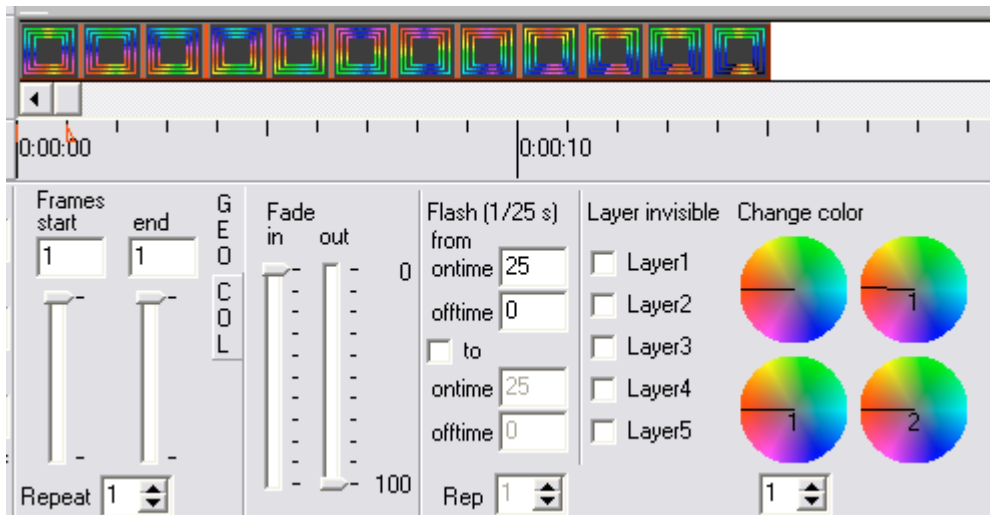 0:00:00 0:00:10
Frames
start end
1 1
Repeat 1
GEO
COL
Fade
in out
0
100
Flash (1/25 s)
from
ontime 25
offtime 0
to
ontime 25
offtime 0
Rep 1
Layer invisible
Layer1
Layer2
Layer3
Layer4
Layer5
Change color
1
1 2
1